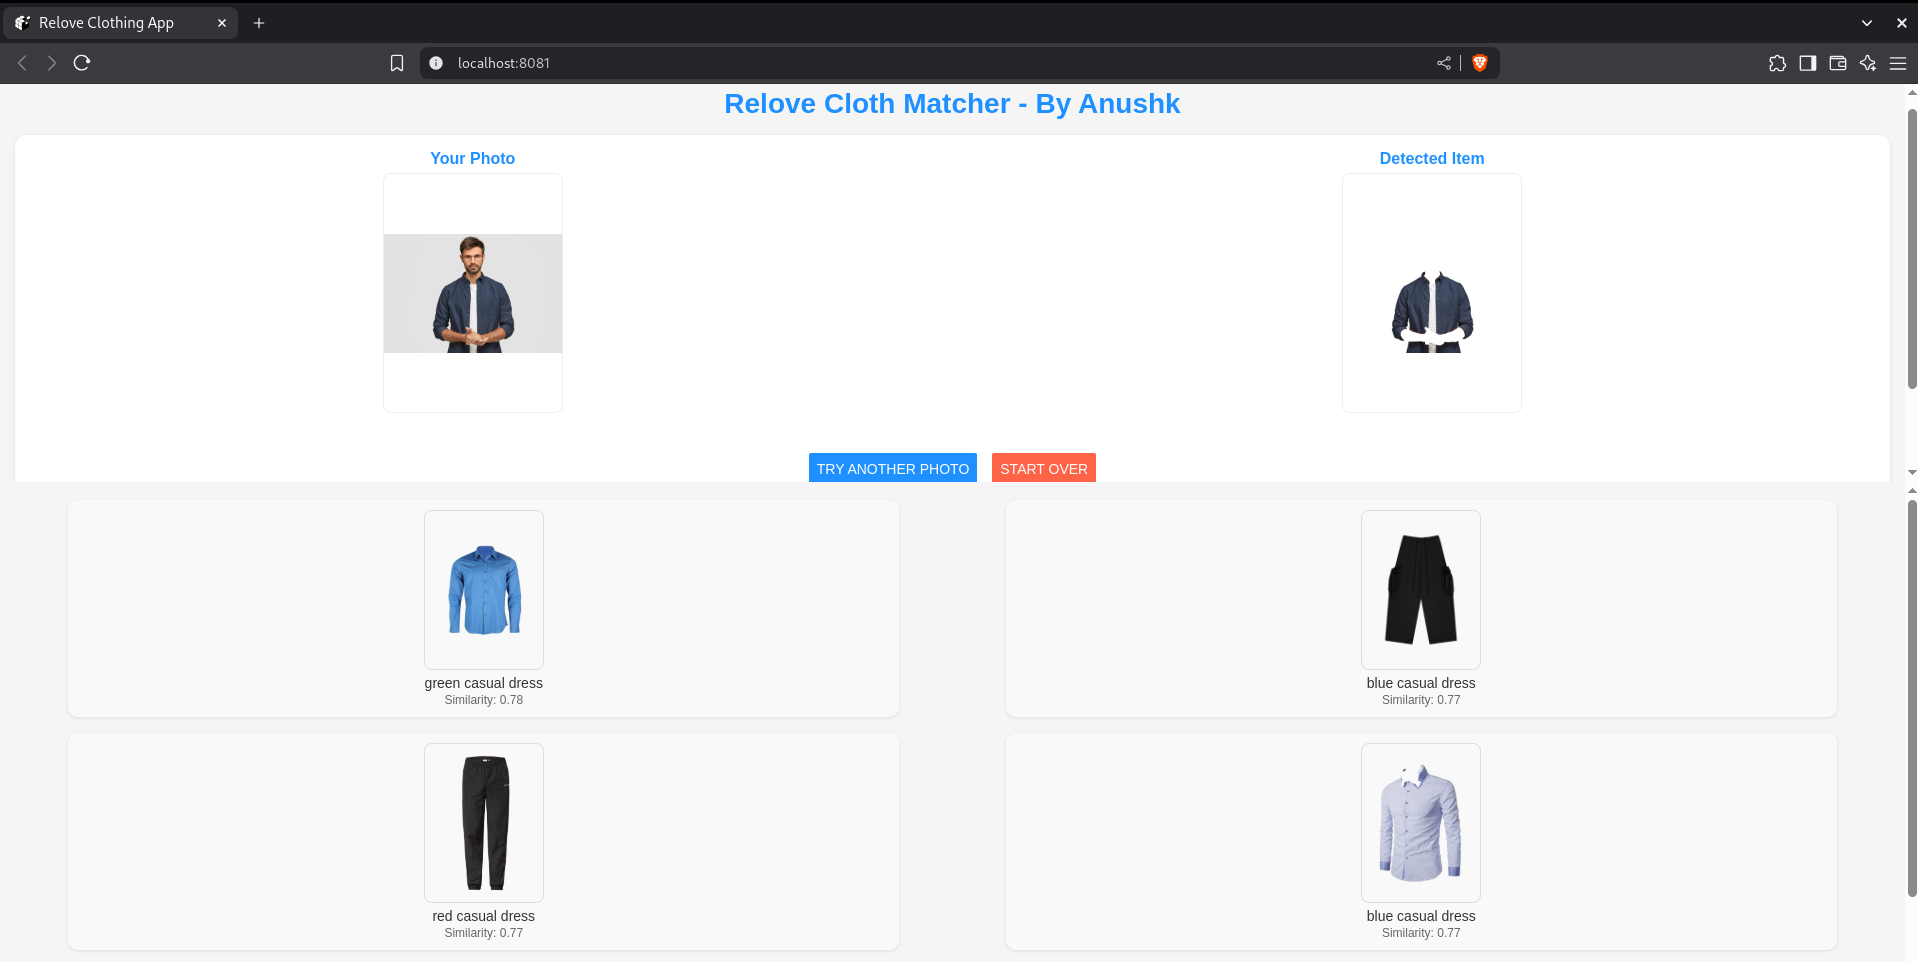 Relove Clothing App
localhost:8081
Relove Cloth Matcher - By Anushk
Your Photo
Detected Item
TRY ANOTHER PHOTO
START OVER
green casual dress
Similarity: 0.78
blue casual dress
Similarity: 0.77
red casual dress
Similarity: 0.77
blue casual dress
Similarity: 0.77